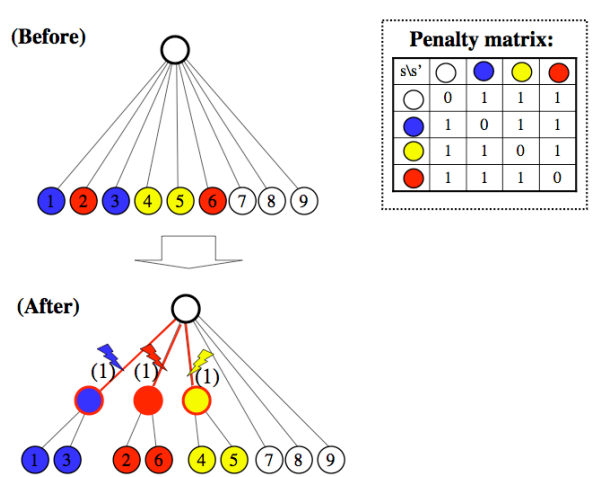 (Before)
Penalty matrix:
s\s'
0 1 1 1
1 0 1 1
1 1 0 1
1 1 1 0
1 2 3 4 5 6 7 8 9
(After)
(1) (1) (1)
1 3 2 6 4 5 7 8 9